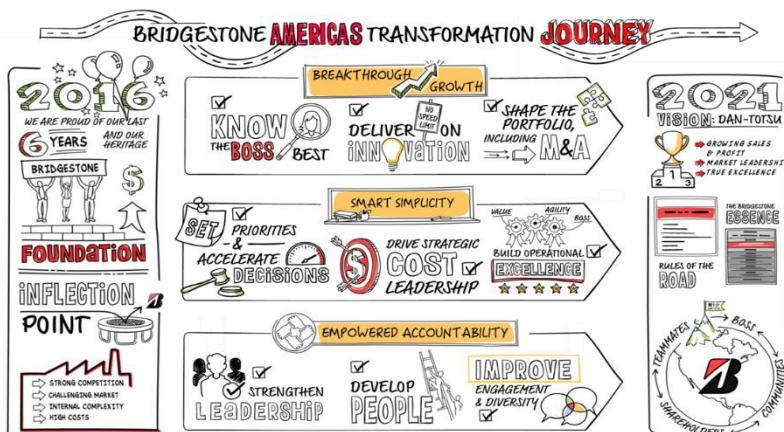 BRIDGESTONE AMERICAS TRANSFORMATION JOURNEY
2016
WE ARE PROUD OF OUR LAST
6 YEARS
AND OUR
HERITAGE
BRIDGESTONE
$
FOUNDATION
INFLECTION
POINT
STRONG COMPETITION
CHALLENGING MARKET
INTERNAL COMPLEXITY
HIGH COSTS
BREAKTHROUGH
GROWTH
KNOW
THE BOSS BEST
DELIVER ON
INNOVATION
NO
SPEED
LIMIT
SHAPE THE
PORTFOLIO,
INCLUDING
M&A
SMART SIMPLICITY
SET
PRIORITIES
&
ACCELERATE
DECISIONS
$
DRIVE STRATEGIC
COST
LEADERSHIP
VALUE
AGILITY
BOSS
BUILD OPERATIONAL
EXCELLENCE
EMPOWERED ACCOUNTABILITY
STRENGTHEN
LEADERSHIP
DEVELOP
PEOPLE
IMPROVE
ENGAGEMENT
& DIVERSITY
2021
VISION: DAN-TOTSU
GROWING SALES
& PROFIT
MARKET LEADERSHIP
TRUE EXCELLENCE
2 1 3
THE BRIDGESTONE
ESSENCE
RULES OF THE
ROAD
TEAMMATES
BOSS
COMMUNITIES
SHAREHOLDERS
B